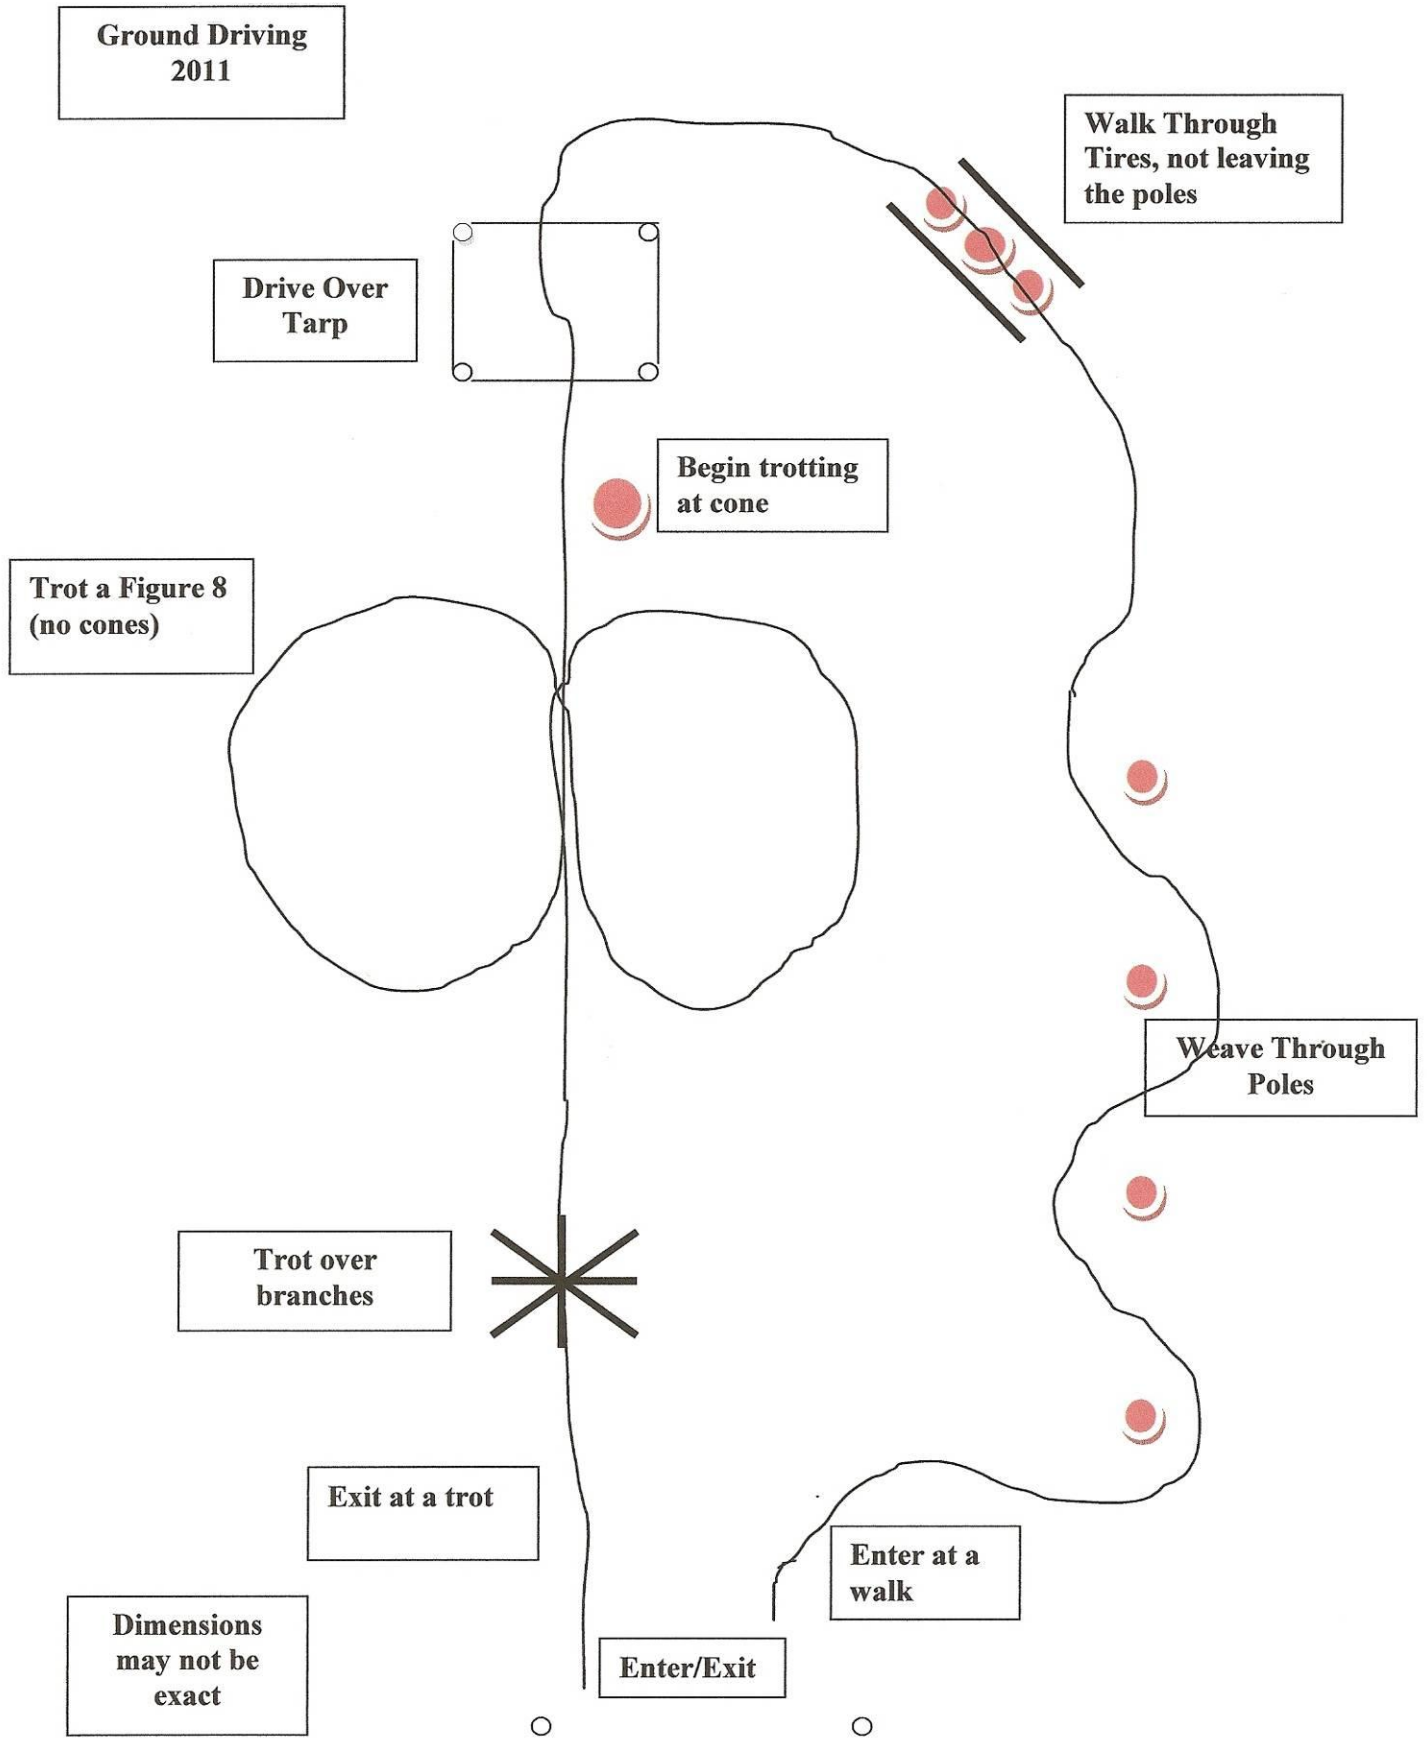 Ground Driving
2011
Walk Through
Tires, not leaving
the poles
Drive Over
Tarp
Begin trotting
at cone
Trot a Figure 8
(no cones)
Weave Through
Poles
Trot over
branches
Exit at a trot
Enter at a
walk
Dimensions
may not be
exact
Enter/Exit